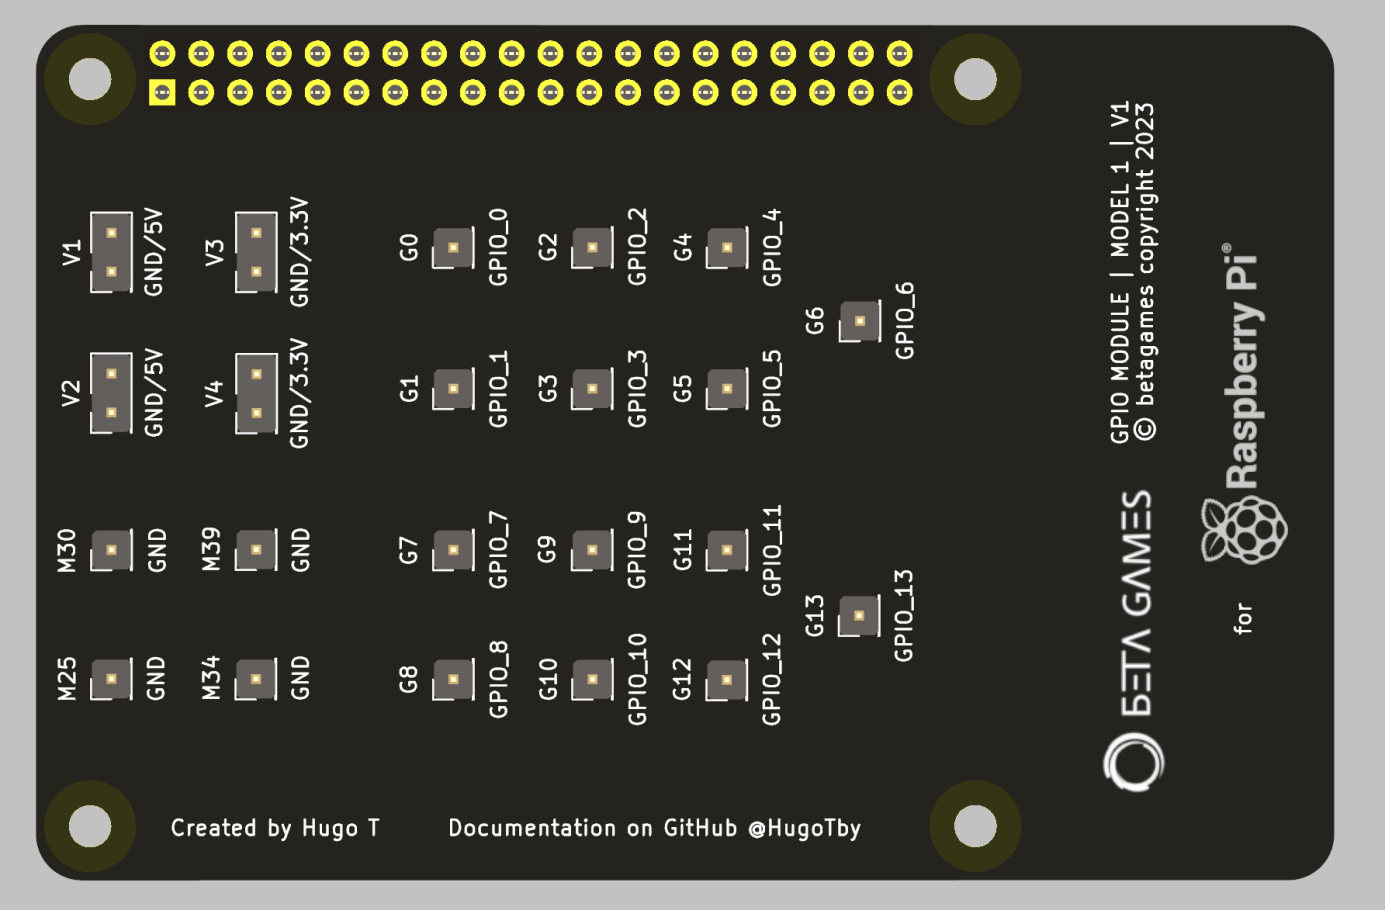 V1
GND/5V
V3
GND/3.3V
G0
GPIO_0
G2
GPIO_2
G4
GPIO_4
G6
GPIO_6
V2
GND/5V
V4
GND/3.3V
G1
GPIO_1
G3
GPIO_3
G5
GPIO_5
M30
GND
M39
GND
G7
GPIO_7
G9
GPIO_9
G11
GPIO_11
G13
GPIO_13
M25
GND
M34
GND
G8
GPIO_8
G10
GPIO_10
G12
GPIO_12
Created by Hugo T
Documentation on GitHub @HugoTby
GPIO MODULE | MODEL 1 | V1
© betagames copyright 2023
BETA GAMES
for Raspberry Pi®